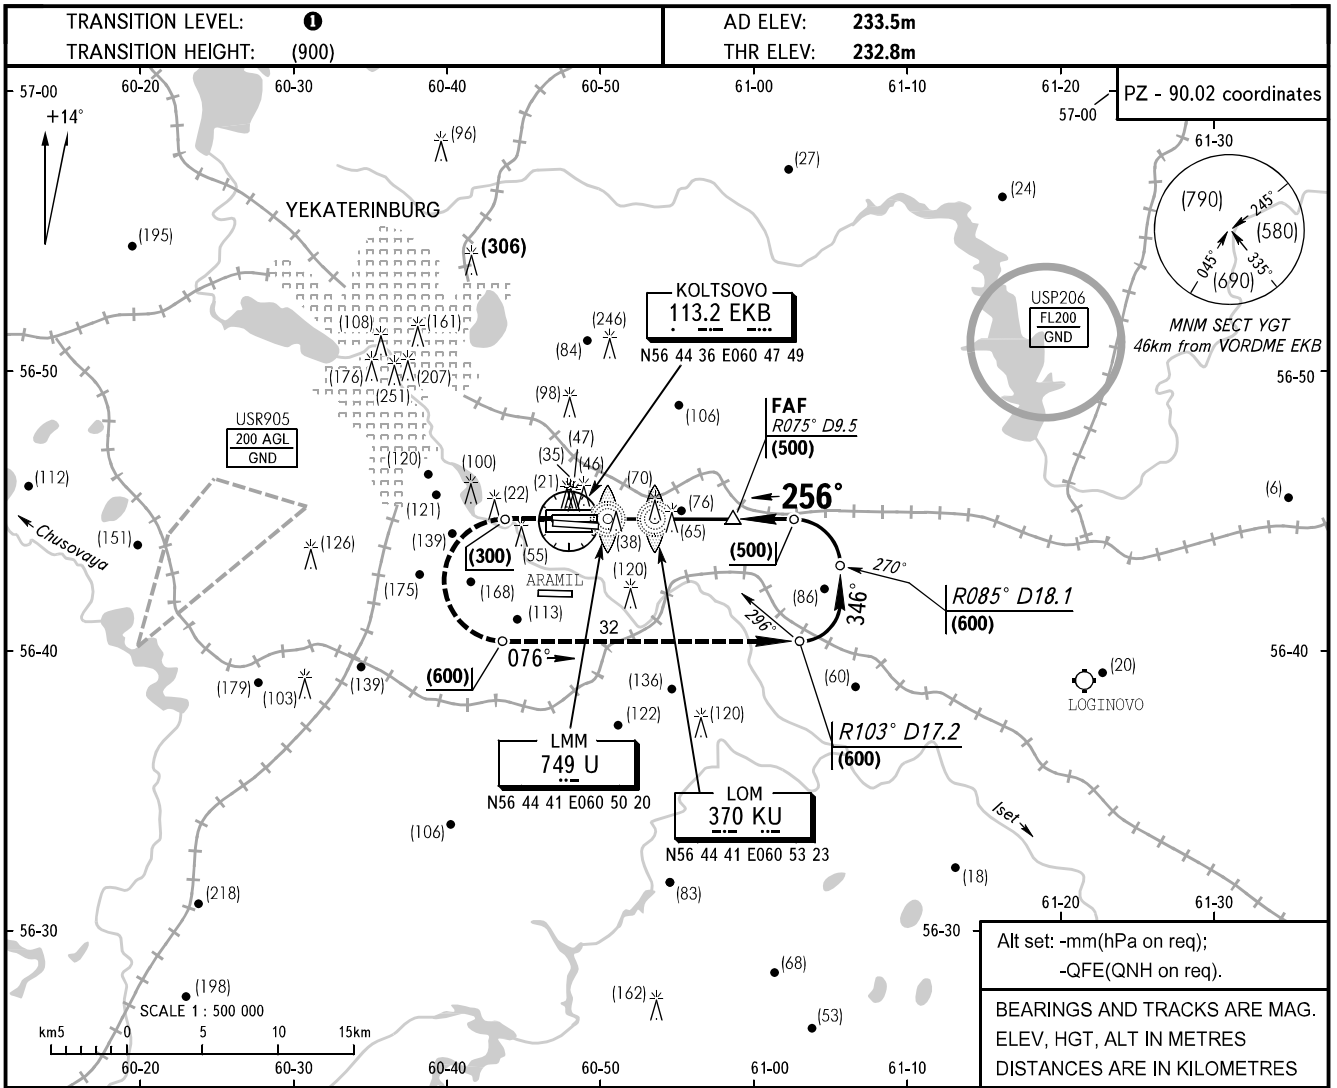 TRANSITION LEVEL: ❶
TRANSITION HEIGHT: (900)
AD ELEV: 233.5m
THR ELEV: 232.8m
60-20 60-30 60-40 60-50 61-00 61-10 61-20
57-00
57-00
PZ - 90.02 coordinates
61-30
+14°
(96)
(27)
(24)
(790)
245°
(580)
045°
335°
(690)
MNM SECT YGT
46km from VORDME EKB
YEKATERINBURG
(195)
(306)
USP206
FL200
GND
KOLTSOVO
113.2 EKB
N56 44 36 E060 47 49
(108)
(161)
(246)
(84)
(176)
(207)
(251)
56-50
56-50
(98)
(106)
FAF
R075° D9.5
(500)
USR905
200 AGL
GND
(47)
(35)
(46)
(21)
(70)
(120)
(100)
(22)
(76)
256°
(112)
(121)
(6)
(65)
(38)
(55)
(151)
(139)
(300)
(500)
Chusovaya
(126)
(175)
(168)
ARAMIL
(120)
270°
(86)
346°
R085° D18.1
(600)
(113)
296°
32
076°
56-40
56-40
(600)
(179)
(103)
(139)
(136)
(60)
(20)
LOGINOVO
(122)
(120)
R103° D17.2
(600)
LMM
749 U
N56 44 41 E060 50 20
LOM
370 KU
N56 44 41 E060 53 23
Iset
(106)
(83)
(18)
(218)
61-20 61-30
56-30
56-30
Alt set: -mm(hPa on req);
-QFE(QNH on req).
(68)
(198)
(162)
(53)
SCALE 1 : 500 000
km5 0 5 10 15km
BEARINGS AND TRACKS ARE MAG.
ELEV, HGT, ALT IN METRES
DISTANCES ARE IN KILOMETRES
60-20 60-30 60-40 60-50 61-00 61-10